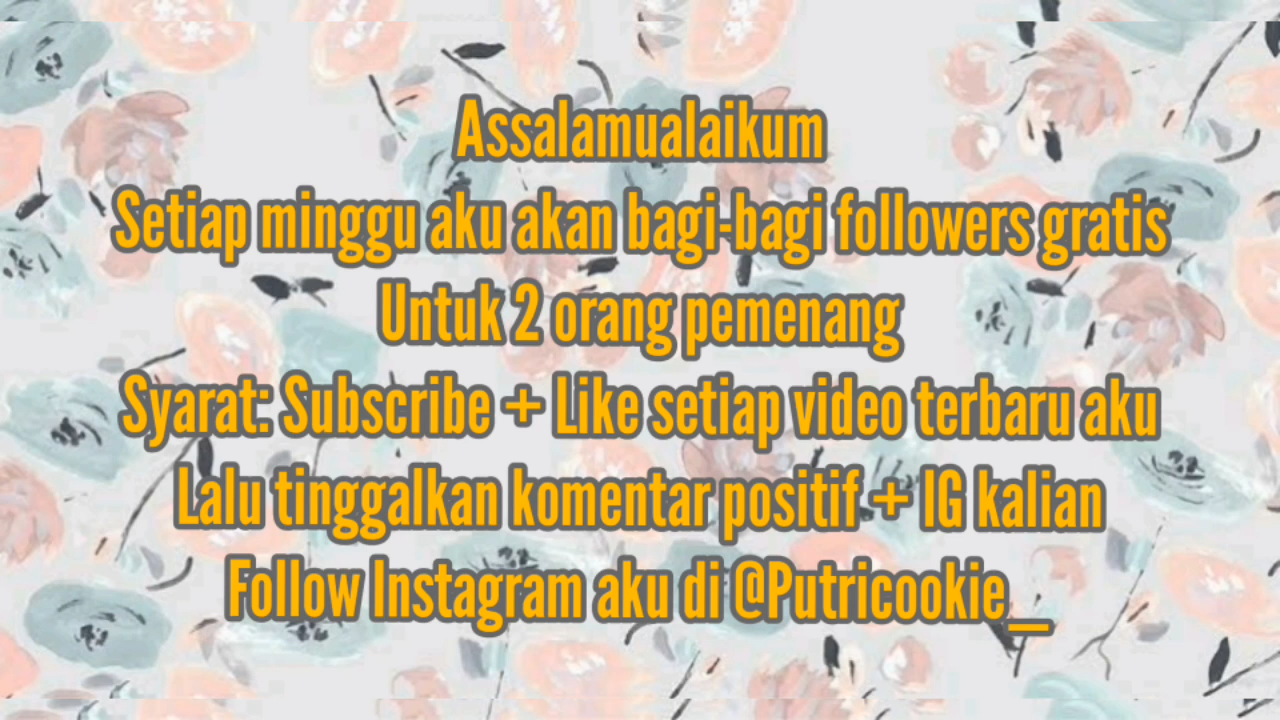 Assalamualaikum
Setiap minggu aku akan bagi-bagi followers gratis
Untuk 2 orang pemenang
Syarat: Subscribe + Like setiap video terbaru aku
Lalu tinggalkan komentar positif + IG kalian
Follow Instagram aku di @Putricookie__